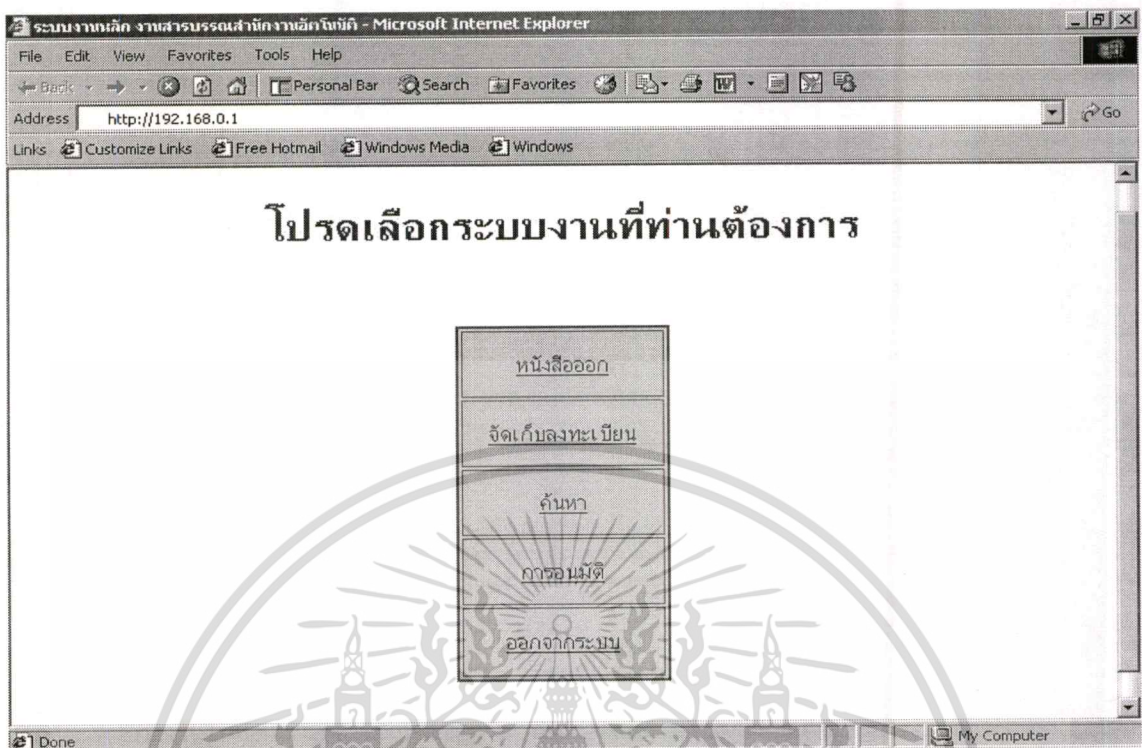 ระบบงานหลัก งานสารบรรณสำนักงานอัตโนมัติ - Microsoft Internet Explorer
File Edit View Favorites Tools Help
Back Personal Bar Search Favorites
Address http://192.168.0.1 Go
Links Customize Links Free Hotmail Windows Media Windows
โปรดเลือกระบบงานที่ท่านต้องการ
หนังสือออก
จัดเก็บลงทะเบียน
ค้นหา
การอนุมัติ
ออกจากระบบ
Done My Computer